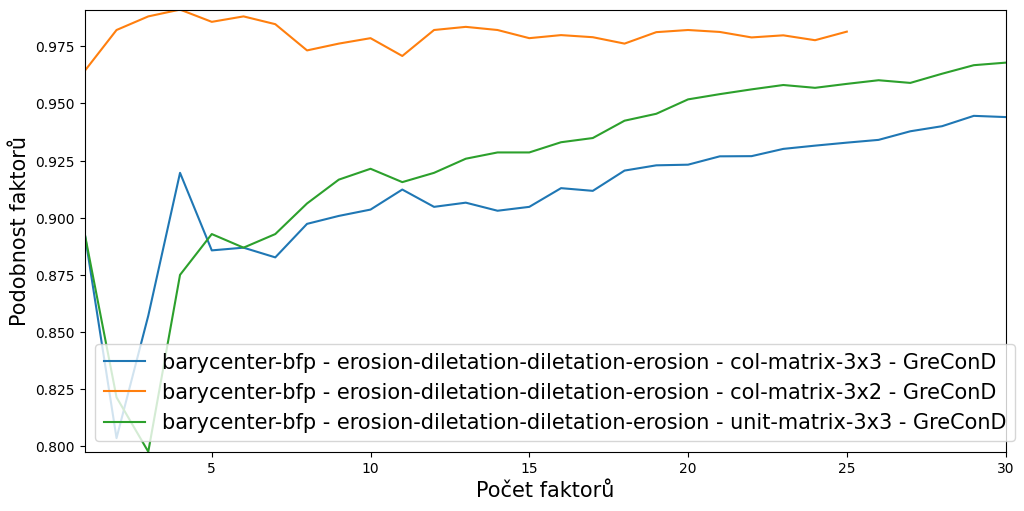 0.975
0.950
0.925
0.900
0.875
0.850
0.825
0.800
Podobnost faktorů
barycenter-bfp - erosion-diletation-diletation-erosion - col-matrix-3x3 - GreConD
barycenter-bfp - erosion-diletation-diletation-erosion - col-matrix-3x2 - GreConD
barycenter-bfp - erosion-diletation-diletation-erosion - unit-matrix-3x3 - GreConD
5 10 15 20 25 30
Počet faktorů